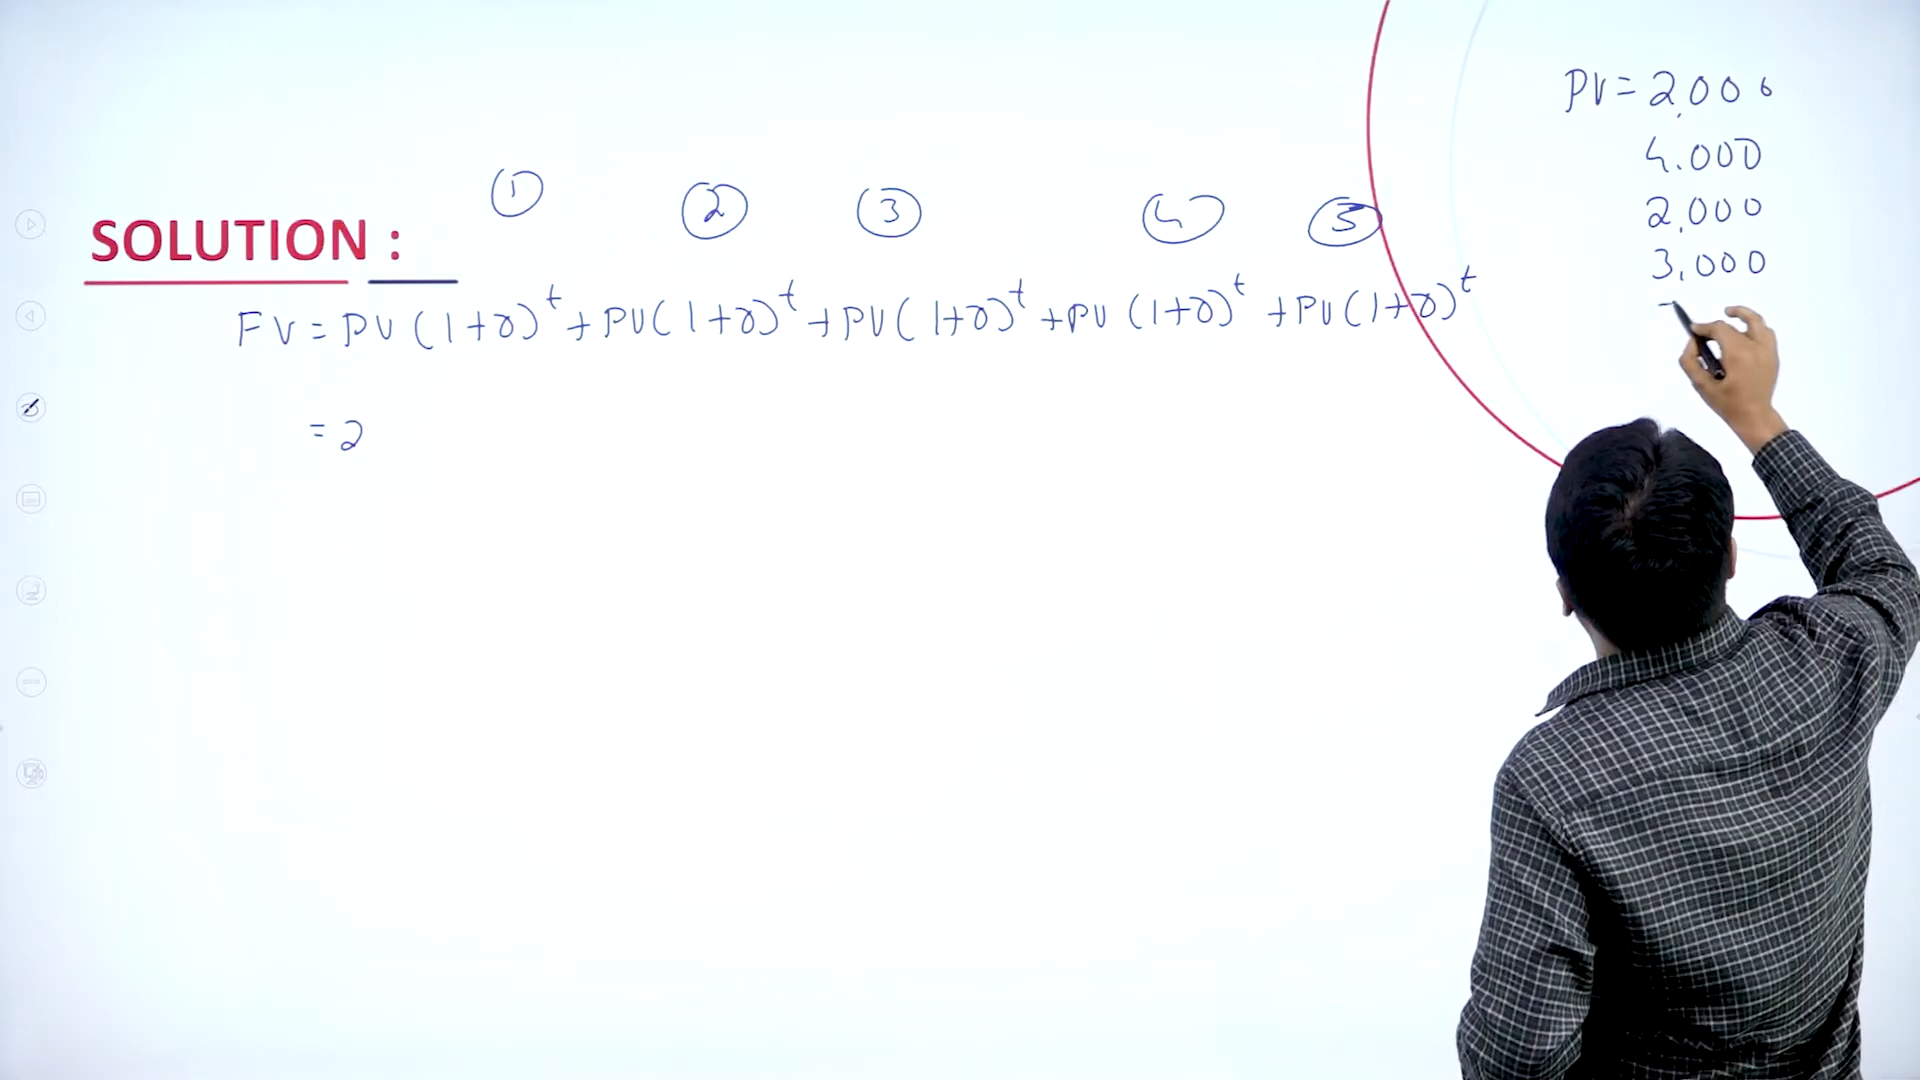 PV = 2,000
4,000
2,000
3,000
① ② ③ ④ ⑤
SOLUTION :
FV = PV (1+r)^t + PV (1+r)^t + PV (1+r)^t + PV (1+r)^t + PV (1+r)^t
= 2